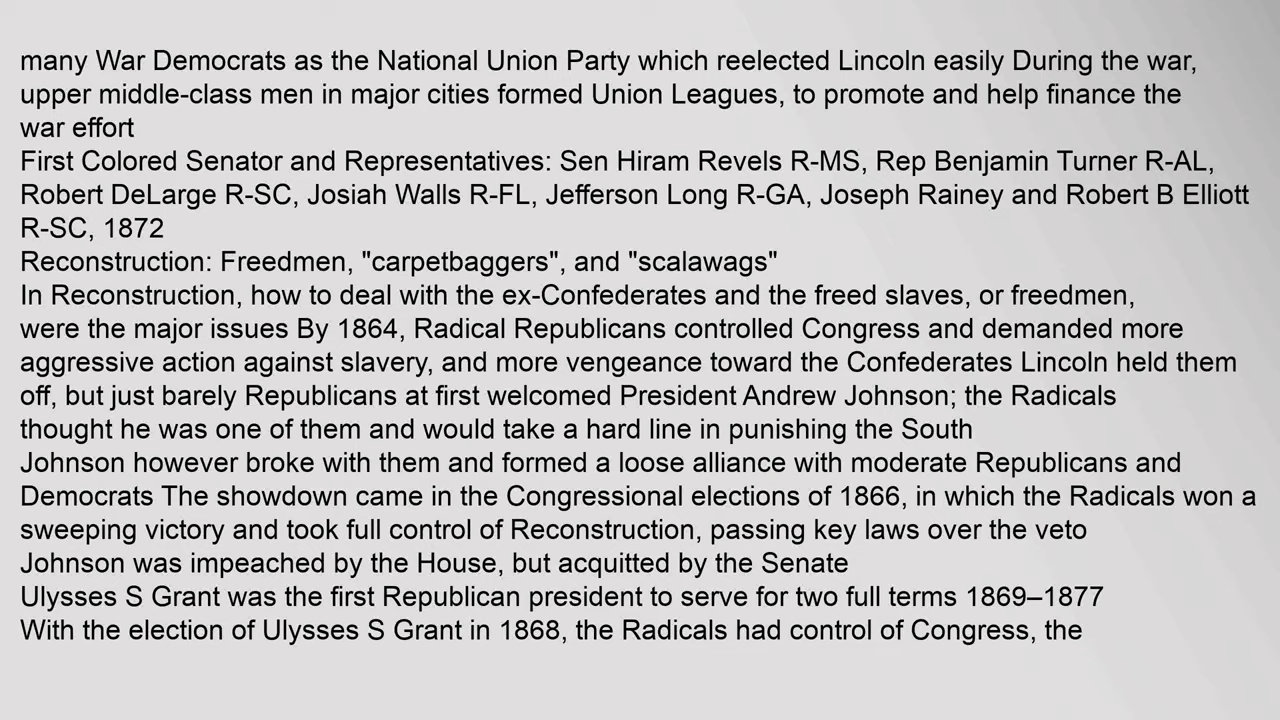 many War Democrats as the National Union Party which reelected Lincoln easily During the war,
upper middle-class men in major cities formed Union Leagues, to promote and help finance the
war effort
First Colored Senator and Representatives: Sen Hiram Revels R-MS, Rep Benjamin Turner R-AL,
Robert DeLarge R-SC, Josiah Walls R-FL, Jefferson Long R-GA, Joseph Rainey and Robert B Elliott
R-SC, 1872
Reconstruction: Freedmen, "carpetbaggers", and "scalawags"
In Reconstruction, how to deal with the ex-Confederates and the freed slaves, or freedmen,
were the major issues By 1864, Radical Republicans controlled Congress and demanded more
aggressive action against slavery, and more vengeance toward the Confederates Lincoln held them
off, but just barely Republicans at first welcomed President Andrew Johnson; the Radicals
thought he was one of them and would take a hard line in punishing the South
Johnson however broke with them and formed a loose alliance with moderate Republicans and
Democrats The showdown came in the Congressional elections of 1866, in which the Radicals won a
sweeping victory and took full control of Reconstruction, passing key laws over the veto
Johnson was impeached by the House, but acquitted by the Senate
Ulysses S Grant was the first Republican president to serve for two full terms 1869–1877
With the election of Ulysses S Grant in 1868, the Radicals had control of Congress, the